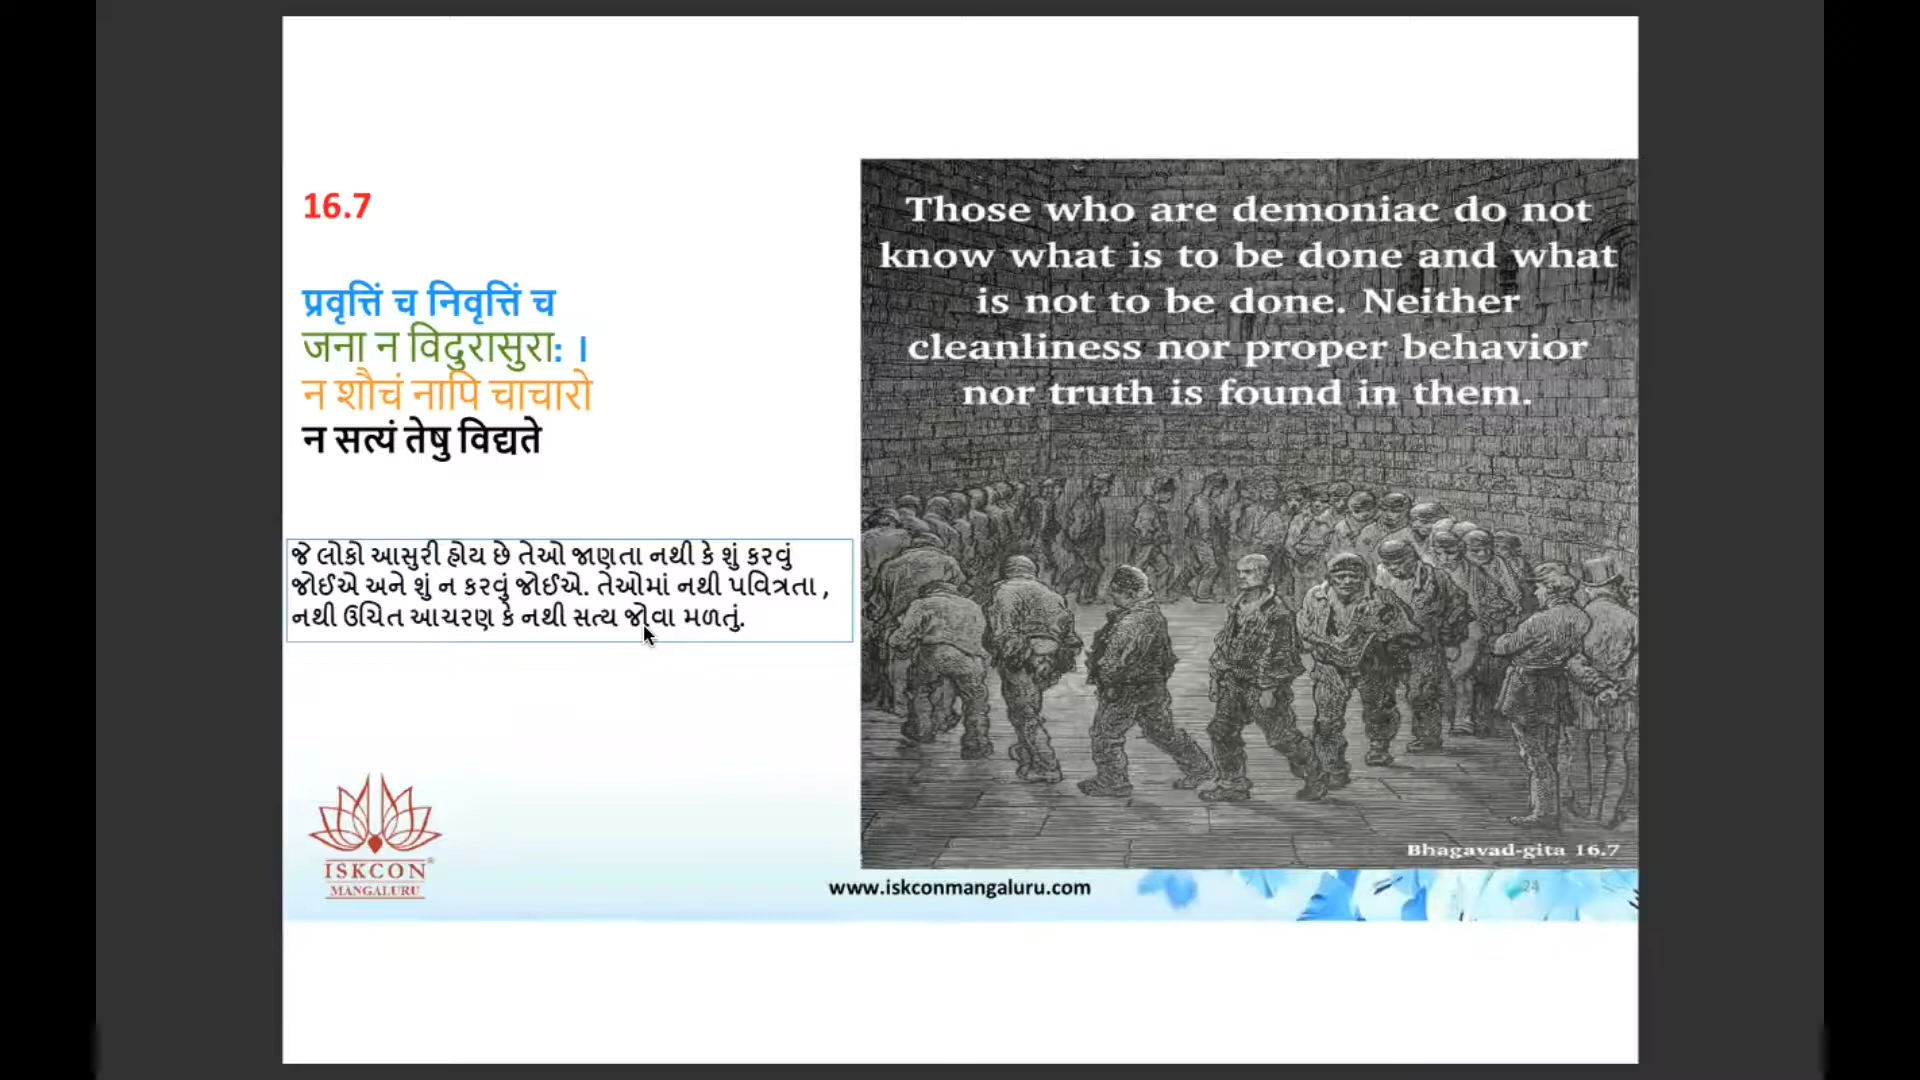 16.7
प्रवृत्तिं च निवृत्तिं च
जना न विदुरासुरा: ।
न शौचं नापि चाचारो
न सत्यं तेषु विद्यते
જે લોકો આસુરી હોય છે તેઓ જાણતા નથી કે શું કરવું
જોઈએ અને શું ન કરવું જોઈએ. તેઓમાં નથી પવિત્રતા ,
નથી ઉચિત આચરણ કે નથી સત્ય જોવા મળતું.
Those who are demoniac do not
know what is to be done and what
is not to be done. Neither
cleanliness nor proper behavior
nor truth is found in them.
Bhagavad-gita 16.7
ISKCON®
MANGALURU
www.iskconmangaluru.com
24